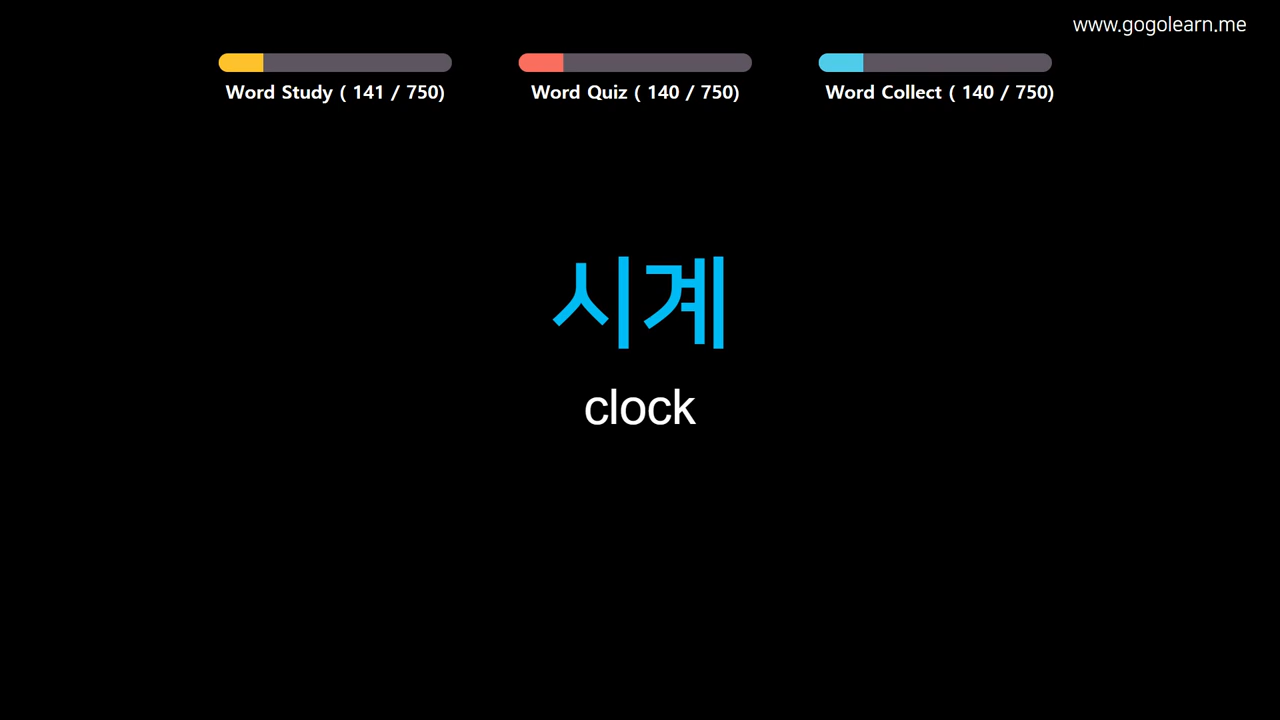 www.gogolearn.me
Word Study ( 141 / 750)
Word Quiz ( 140 / 750)
Word Collect ( 140 / 750)
시계
clock